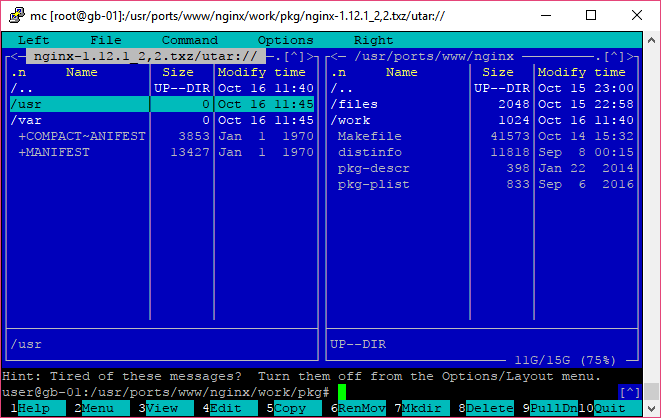 mc [root@gb-01]:/usr/ports/www/nginx/work/pkg/nginx-1.12.1_2,2.txz/utar://
Left File Command Options Right
<─ nginx-1.12.1_2,2.txz/utar:// ─.[^]> <─ /usr/ports/www/nginx ─.[^]>
.n Name Size Modify time .n Name Size Modify time
/.. UP--DIR Oct 16 11:40 /.. UP--DIR Oct 15 23:00
/usr 0 Oct 16 11:45 /files 2048 Oct 15 22:58
/var 0 Oct 16 11:45 /work 1024 Oct 16 11:40
+COMPACT~ANIFEST 3853 Jan 1 1970 Makefile 41573 Oct 14 15:32
+MANIFEST 13427 Jan 1 1970 distinfo 11818 Sep 8 00:15
pkg-descr 398 Jan 22 2014
pkg-plist 833 Sep 6 2016
/usr UP--DIR
11G/15G (75%)
Hint: Tired of these messages? Turn them off from the Options/Layout menu.
user@gb-01:/usr/ports/www/nginx/work/pkg# [^]
1Help 2Menu 3View 4Edit 5Copy 6RenMov 7Mkdir 8Delete 9PullDn 10Quit